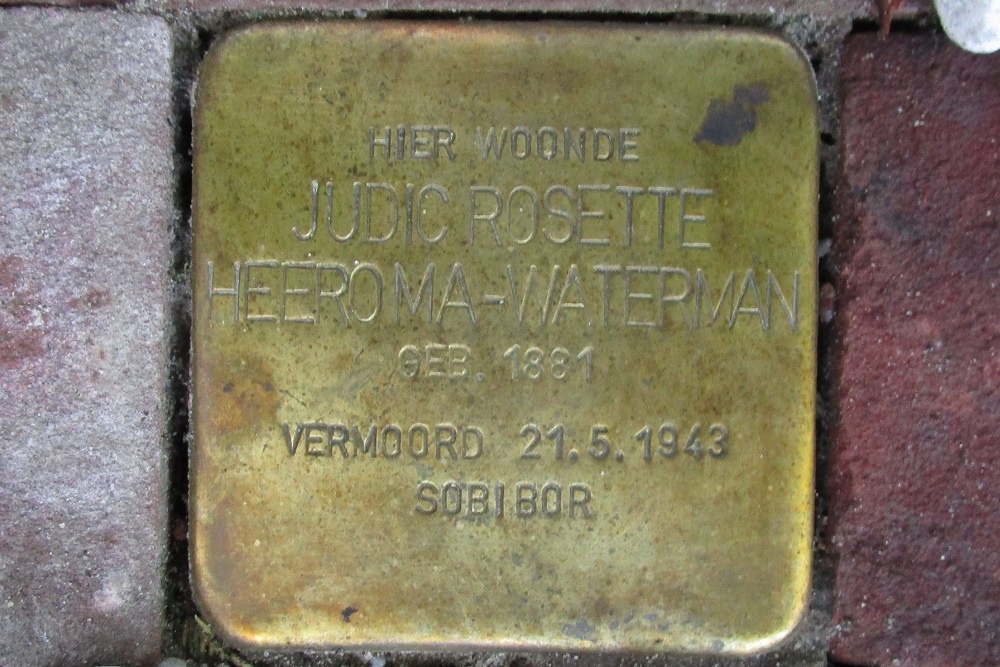 HIER WOONDE
JUDIC ROSETTE
HEEROMA-WATERMAN
GEB. 1881
VERMOORD 21.5.1943
SOBIBOR